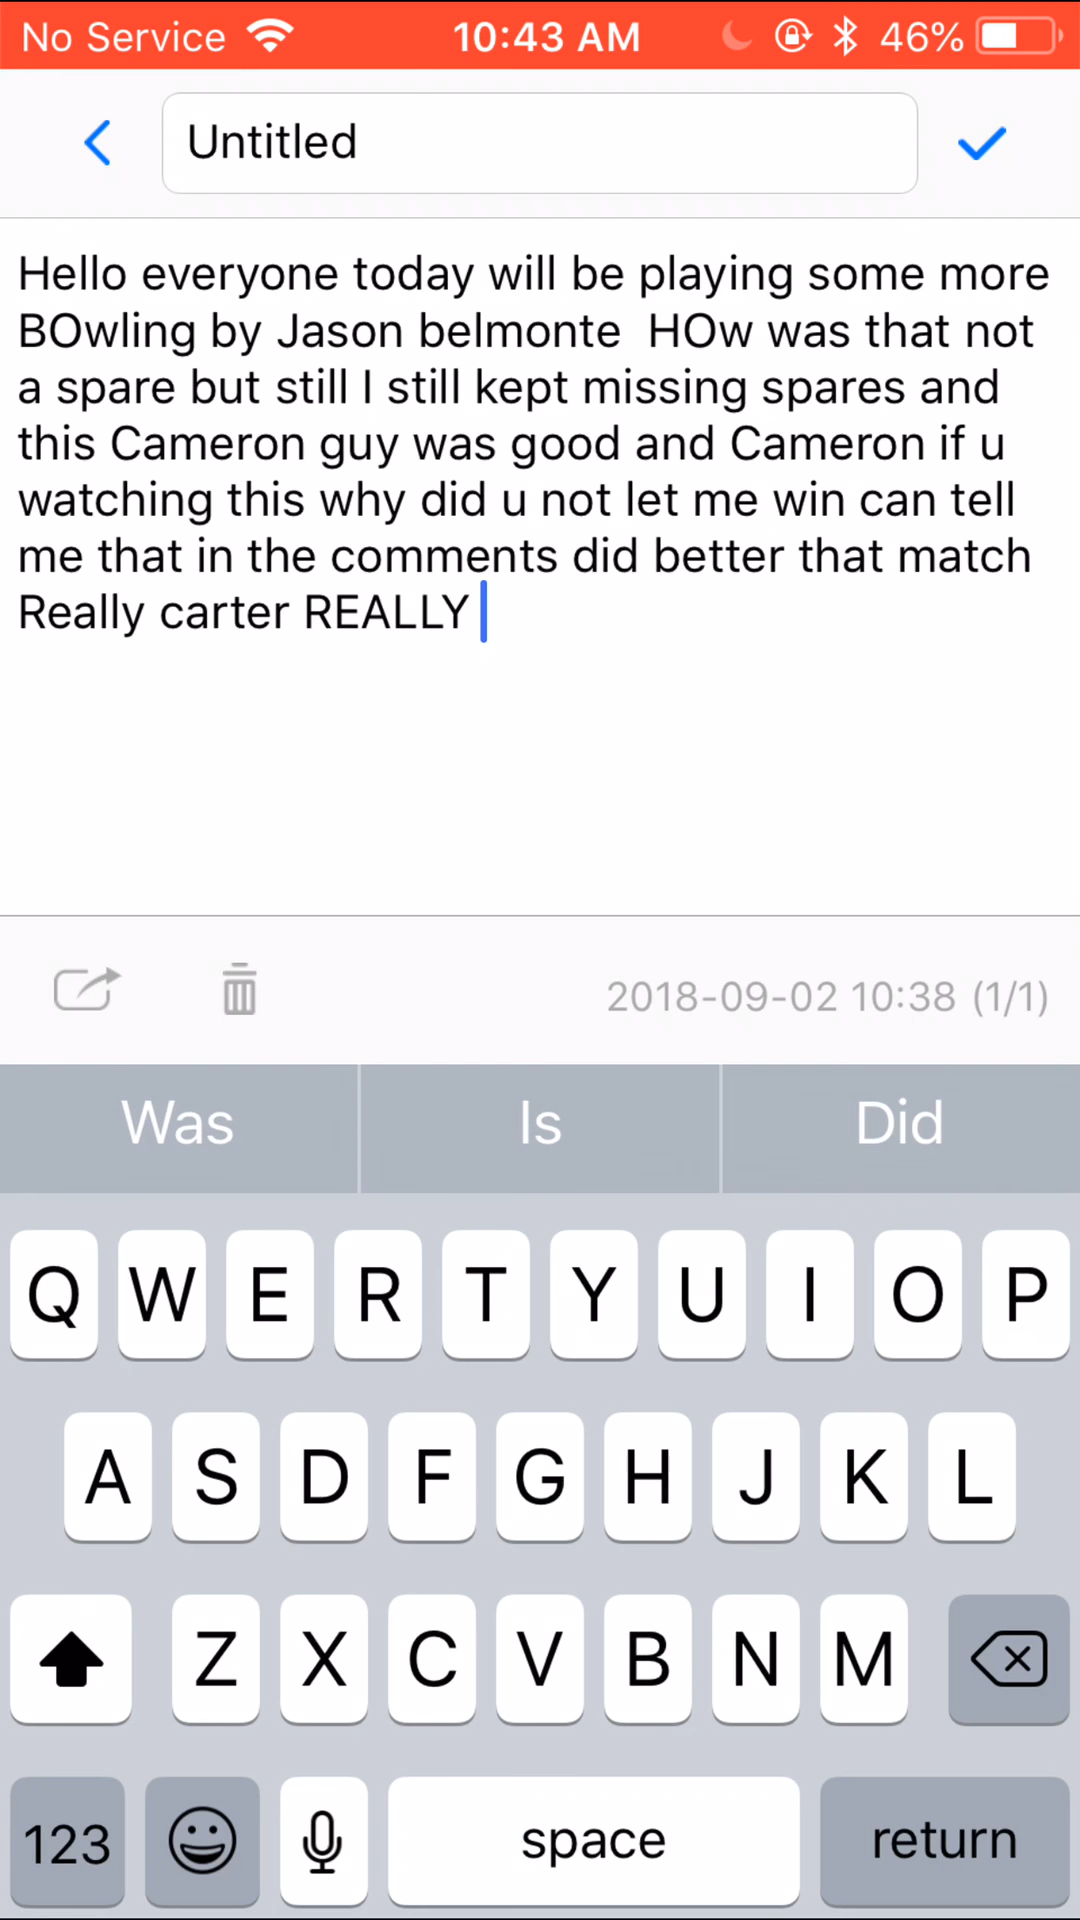 No Service 10:43 AM 46%
Untitled
Hello everyone today will be playing some more
BOwling by Jason belmonte  HOw was that not
a spare but still I still kept missing spares and
this Cameron guy was good and Cameron if u
watching this why did u not let me win can tell
me that in the comments did better that match
Really carter REALLY
2018-09-02 10:38 (1/1)
Was Is Did
Q W E R T Y U I O P
A S D F G H J K L
Z X C V B N M
123 space return